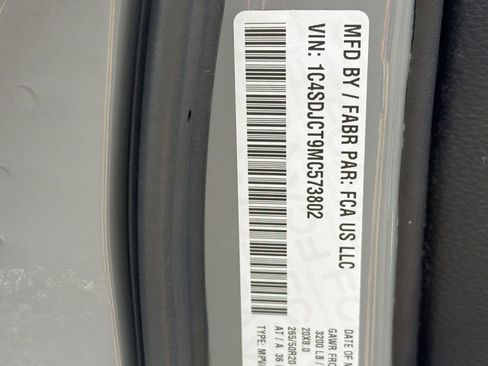 MFD BY / FABR PAR: FCA US LLC
VIN: 1C4SDJCT9MC573802
DATE OF M
GAWR FRO
3200 LB /
20X8.0
265/50R20
AT / A 36
TYPE: MPV